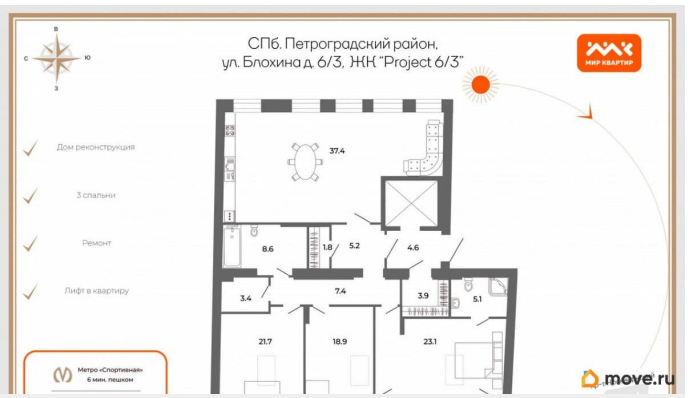 СПб. Петроградский район,
ул. Блохина д. 6/3, ЖК "Project 6/3"
МИР КВАРТИР
В
С
Ю
З
Дом реконструкция
3 спальни
Ремонт
Лифт в квартиру
37.4
8.6
1.8
5.2
4.6
3.4
7.4
3.9
5.1
21.7
18.9
23.1
Метро «Спортивная»
6 мин. пешком
move.ru